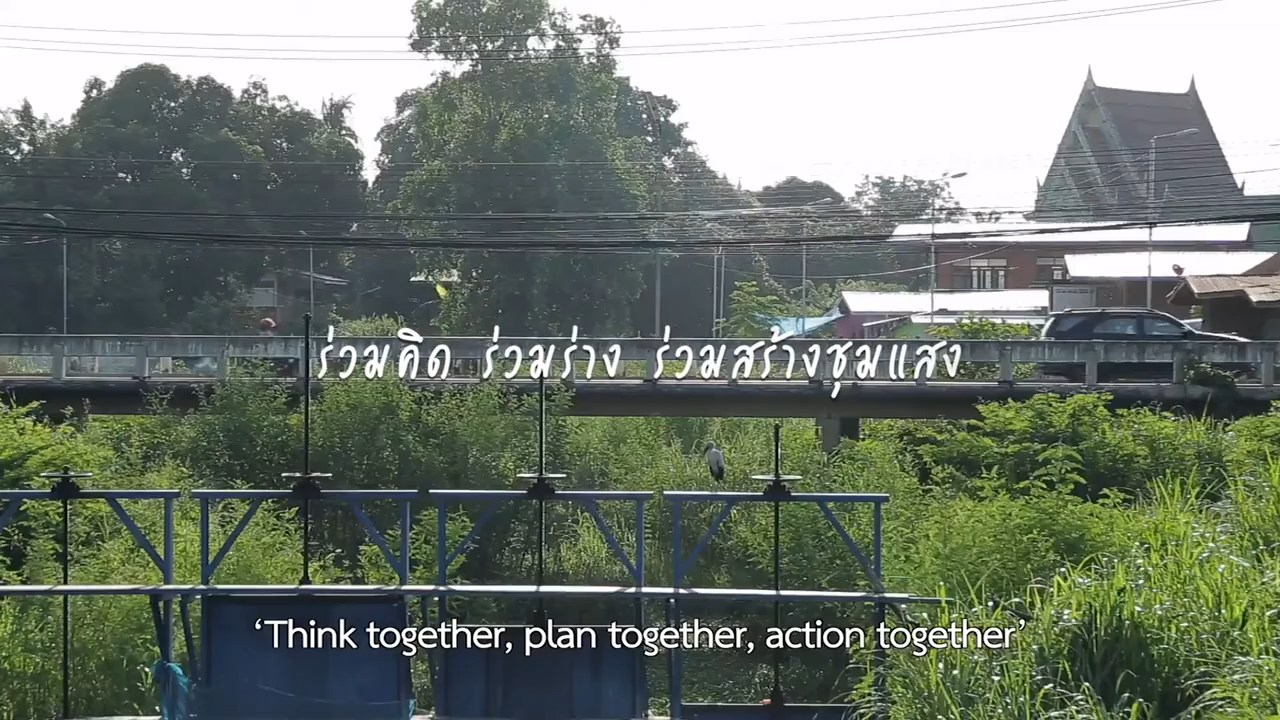 ร่วมคิด ร่วมร่าง ร่วมสร้างชุมแสง
‘Think together, plan together, action together’